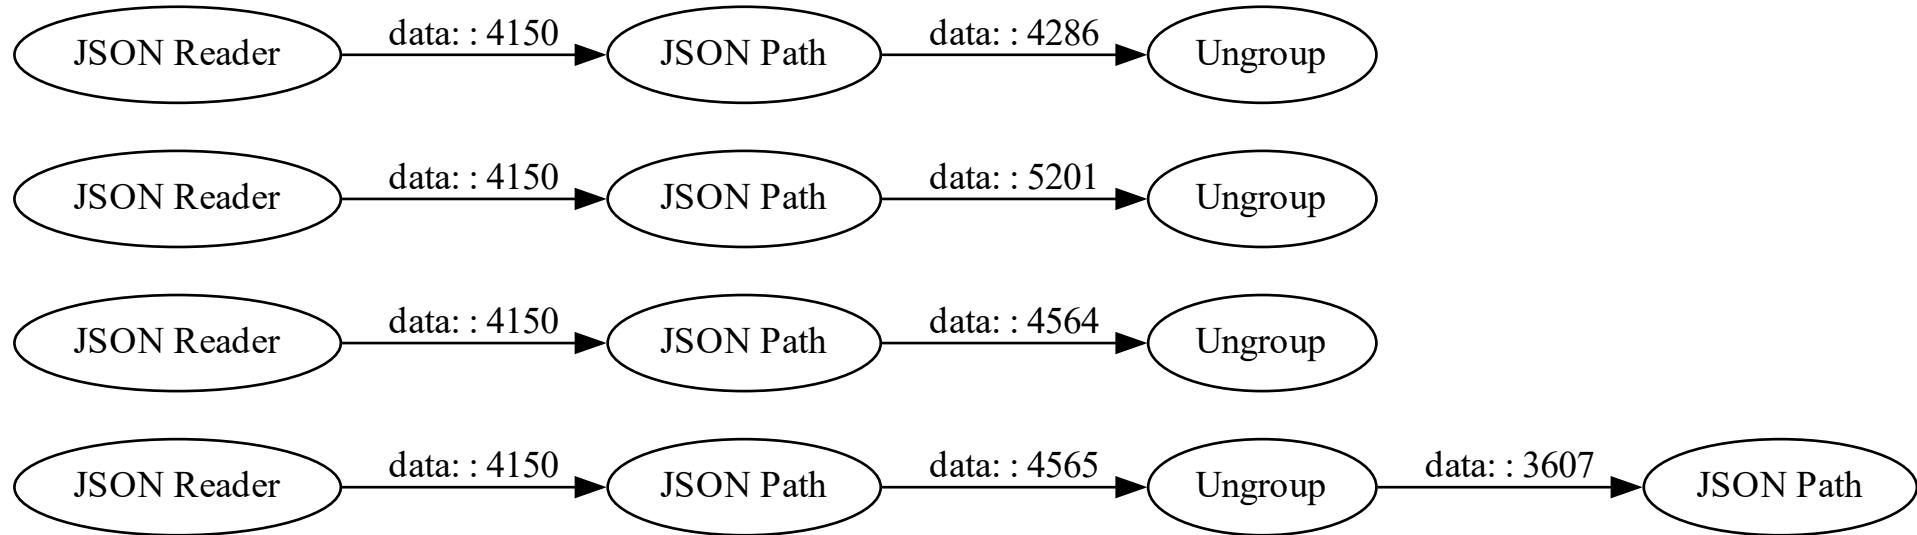 JSON Reader data: : 4150 JSON Path data: : 4286 Ungroup
JSON Reader data: : 4150 JSON Path data: : 5201 Ungroup
JSON Reader data: : 4150 JSON Path data: : 4564 Ungroup
JSON Reader data: : 4150 JSON Path data: : 4565 Ungroup data: : 3607 JSON Path